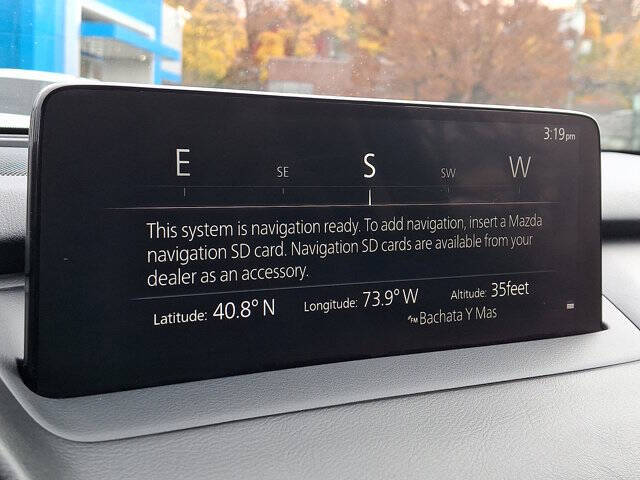 3:19pm
E SE S SW W
This system is navigation ready. To add navigation, insert a Mazda
navigation SD card. Navigation SD cards are available from your
dealer as an accessory.
Latitude: 40.8° N Longitude: 73.9° W Altitude: 35feet
FM Bachata Y Mas